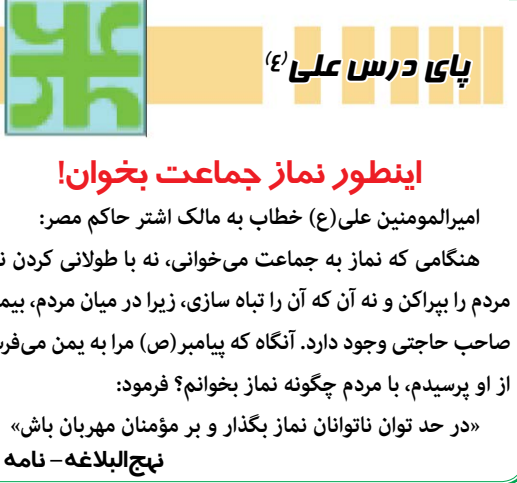 پای درس علی(ع)
اینطور نماز جماعت بخوان!
امیرالمومنین علی(ع) خطاب به مالک اشتر حاکم مصر:
هنگامی که نماز به جماعت می‌خوانی، نه با طولانی کردن
مردم را بپراکن و نه آن که آن را تباه سازی، زیرا در میان مردم،
صاحب حاجتی وجود دارد. آنگاه که پیامبر(ص) مرا به یمن
از او پرسیدم، با مردم چگونه نماز بخوانم؟ فرمود:
«در حد توان ناتوانان نماز بگذار و بر مؤمنان مهربان باش»
نهج‌البلاغه- نامه